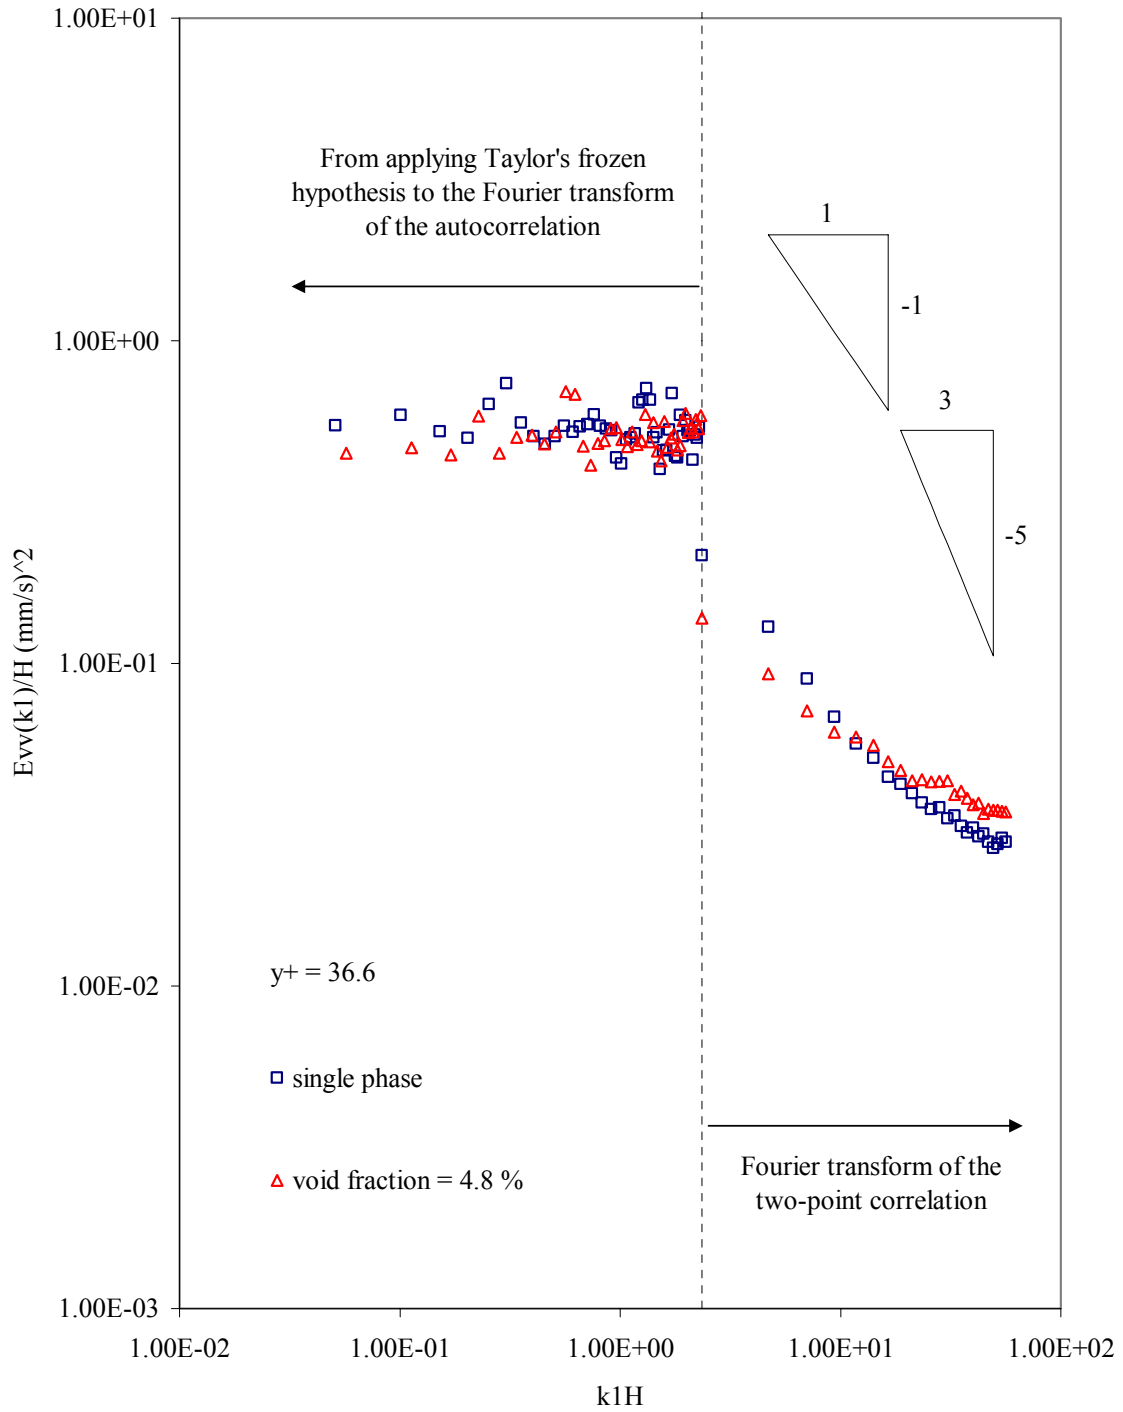 1.00E+01
From applying Taylor's frozen
hypothesis to the Fourier transform
of the autocorrelation
1
-1
1.00E+00
3
-5
Evv(k1)/H (mm/s)^2
1.00E-01
y+ = 36.6
1.00E-02
single phase
void fraction = 4.8 %
Fourier transform of the
two-point correlation
1.00E-03
1.00E-02 1.00E-01 1.00E+00 1.00E+01 1.00E+02
k1H